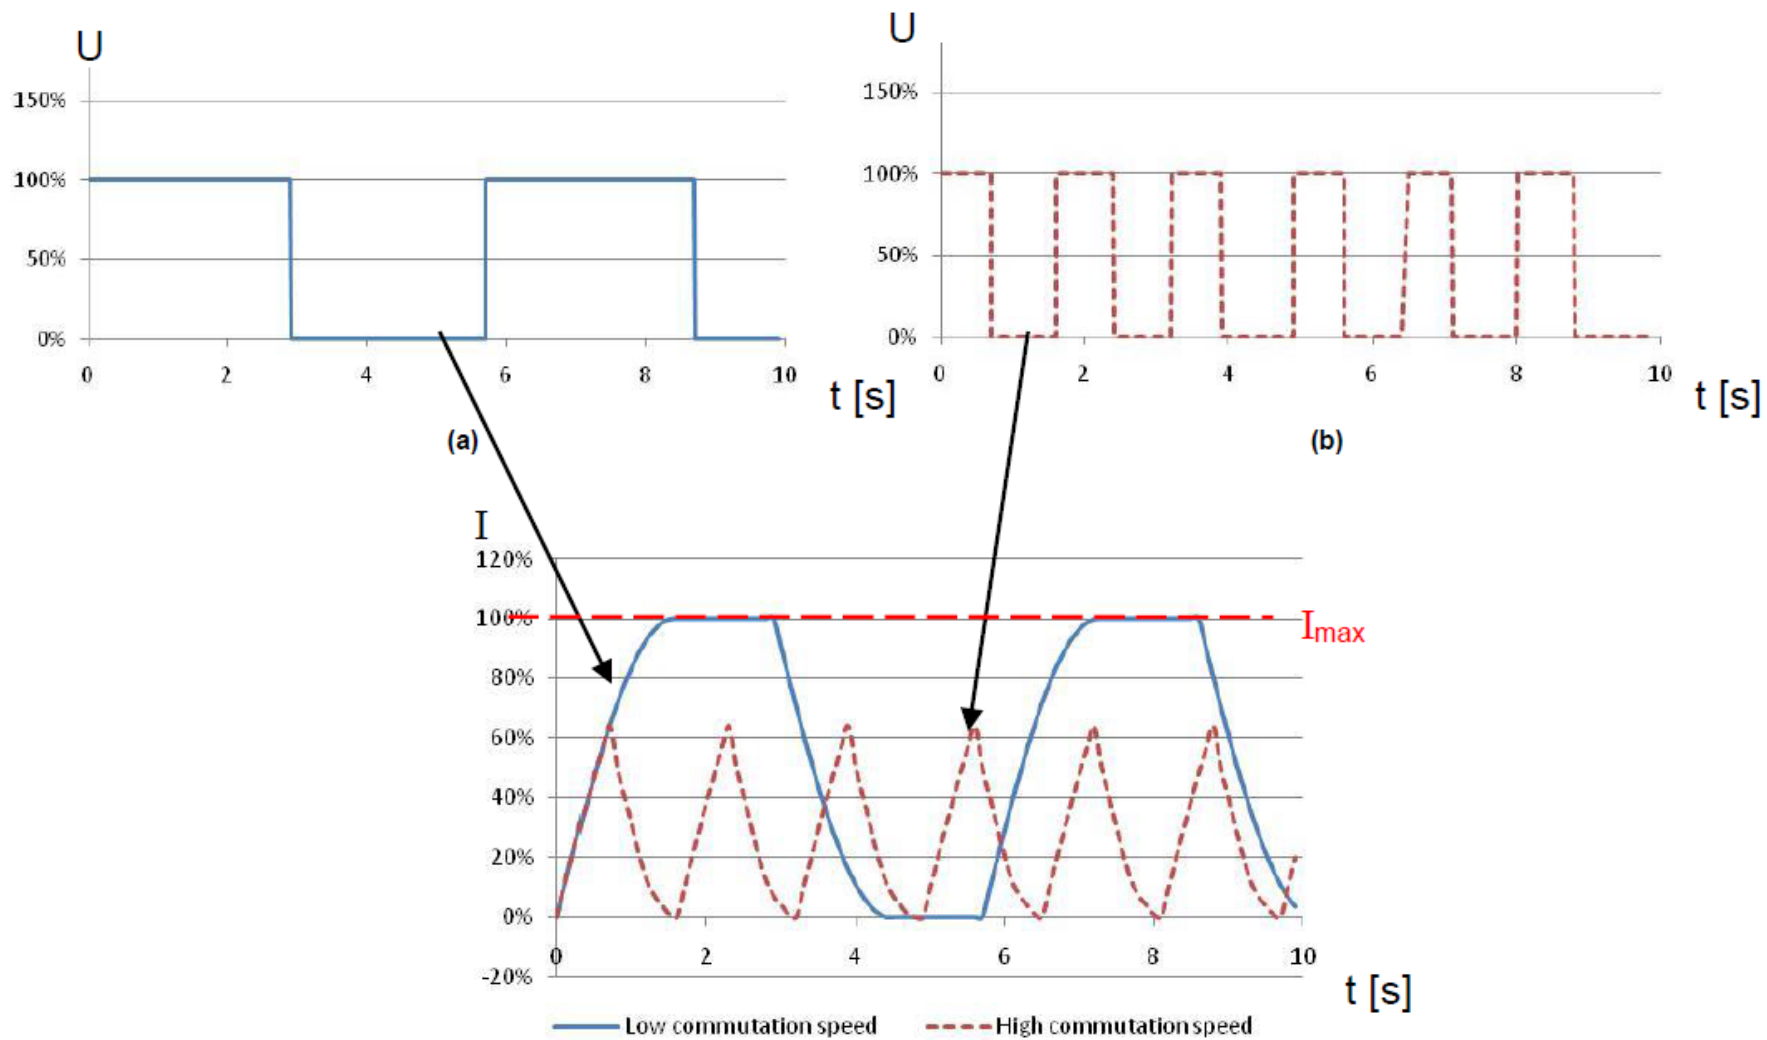 U
150%
100%
50%
0%
0 2 4 6 8 10
t [s]
(a)
U
150%
100%
50%
0%
0 2 4 6 8 10
t [s]
(b)
I
120%
100%
80%
60%
40%
20%
0%
-20%
0 2 4 6 8 10
Imax
t [s]
Low commutation speed High commutation speed